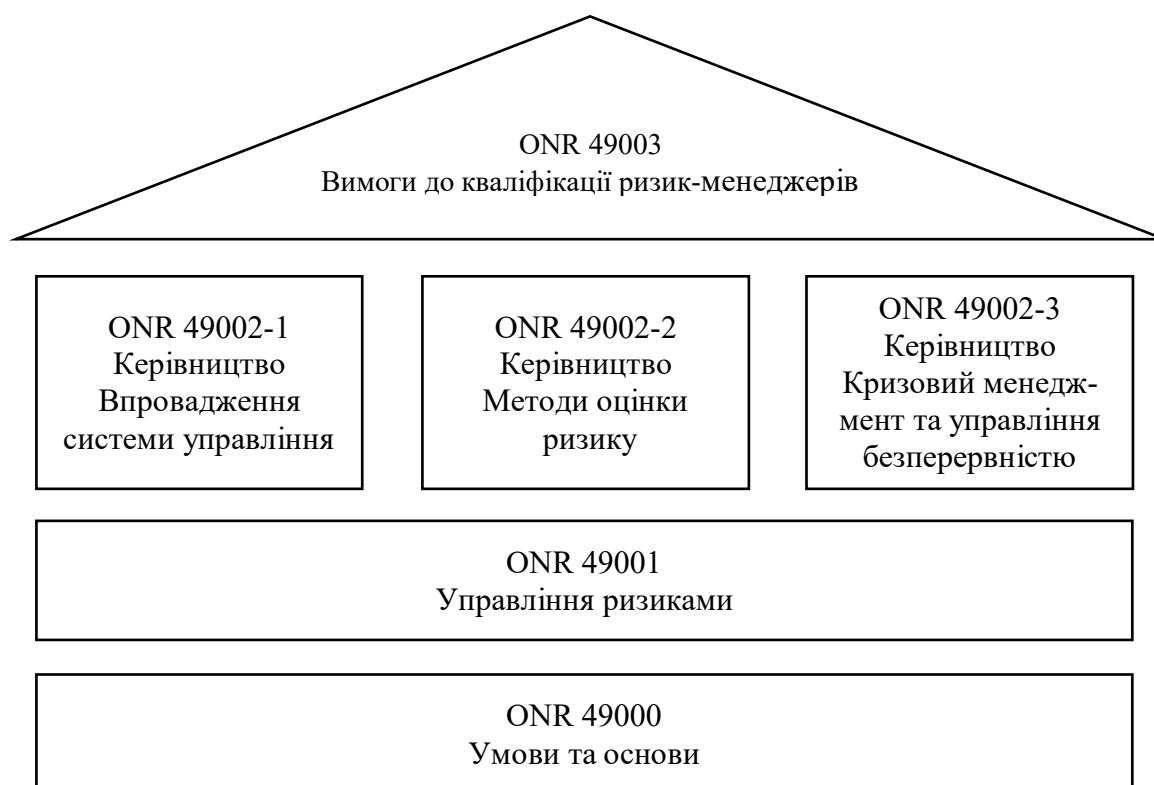 ONR 49003
Вимоги до кваліфікації ризик-менеджерів
ONR 49002-1
Керівництво
Впровадження
системи управління
ONR 49002-2
Керівництво
Методи оцінки
ризику
ONR 49002-3
Керівництво
Кризовий менедж-
мент та управління
безперервністю
ONR 49001
Управління ризиками
ONR 49000
Умови та основи